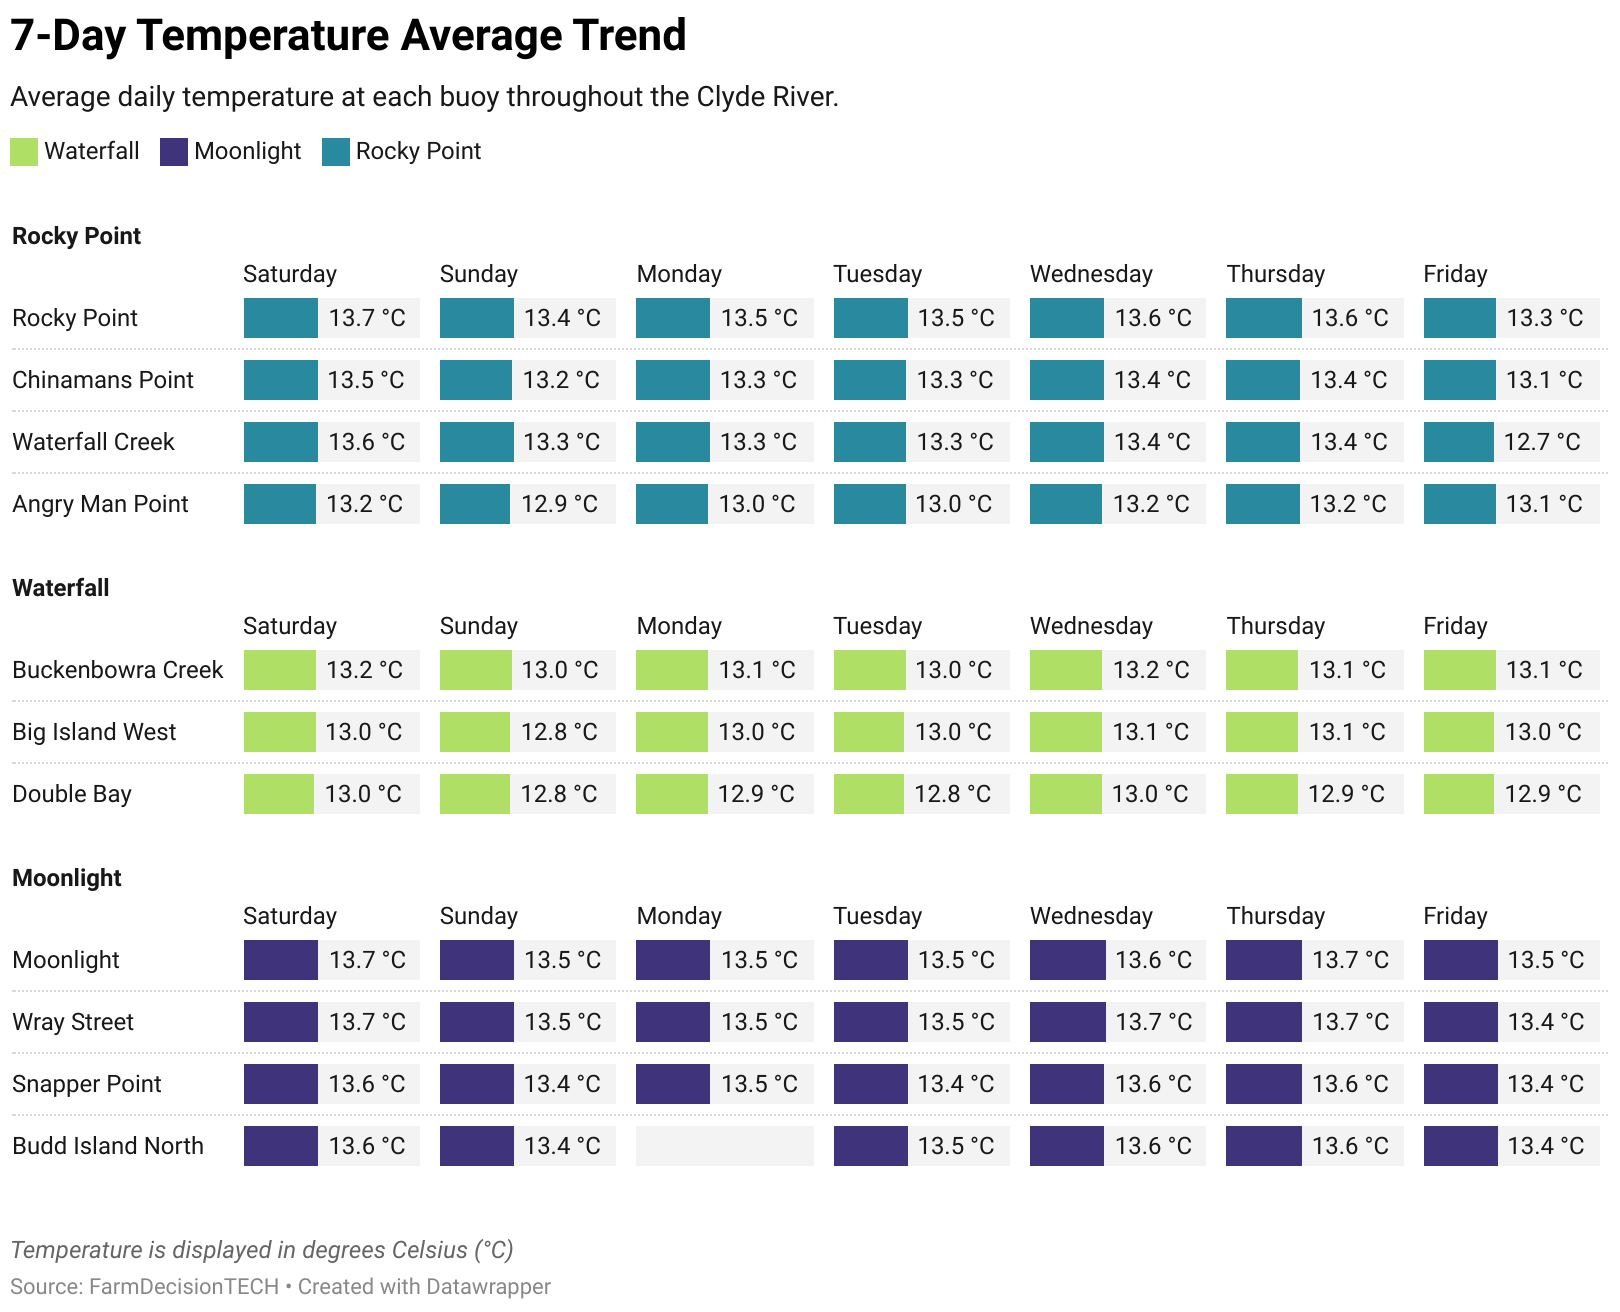 7-Day Temperature Average Trend
Average daily temperature at each buoy throughout the Clyde River.
Waterfall Moonlight Rocky Point
Rocky Point
Saturday Sunday Monday Tuesday Wednesday Thursday Friday
Rocky Point 13.7 °C 13.4 °C 13.5 °C 13.5 °C 13.6 °C 13.6 °C 13.3 °C
Chinamans Point 13.5 °C 13.2 °C 13.3 °C 13.3 °C 13.4 °C 13.4 °C 13.1 °C
Waterfall Creek 13.6 °C 13.3 °C 13.3 °C 13.3 °C 13.4 °C 13.4 °C 12.7 °C
Angry Man Point 13.2 °C 12.9 °C 13.0 °C 13.0 °C 13.2 °C 13.2 °C 13.1 °C
Waterfall
Saturday Sunday Monday Tuesday Wednesday Thursday Friday
Buckenbowra Creek 13.2 °C 13.0 °C 13.1 °C 13.0 °C 13.2 °C 13.1 °C 13.1 °C
Big Island West 13.0 °C 12.8 °C 13.0 °C 13.0 °C 13.1 °C 13.1 °C 13.0 °C
Double Bay 13.0 °C 12.8 °C 12.9 °C 12.8 °C 13.0 °C 12.9 °C 12.9 °C
Moonlight
Saturday Sunday Monday Tuesday Wednesday Thursday Friday
Moonlight 13.7 °C 13.5 °C 13.5 °C 13.5 °C 13.6 °C 13.7 °C 13.5 °C
Wray Street 13.7 °C 13.5 °C 13.5 °C 13.5 °C 13.7 °C 13.7 °C 13.4 °C
Snapper Point 13.6 °C 13.4 °C 13.5 °C 13.4 °C 13.6 °C 13.6 °C 13.4 °C
Budd Island North 13.6 °C 13.4 °C 13.5 °C 13.6 °C 13.6 °C 13.4 °C
Temperature is displayed in degrees Celsius (°C)
Source: FarmDecisionTECH • Created with Datawrapper